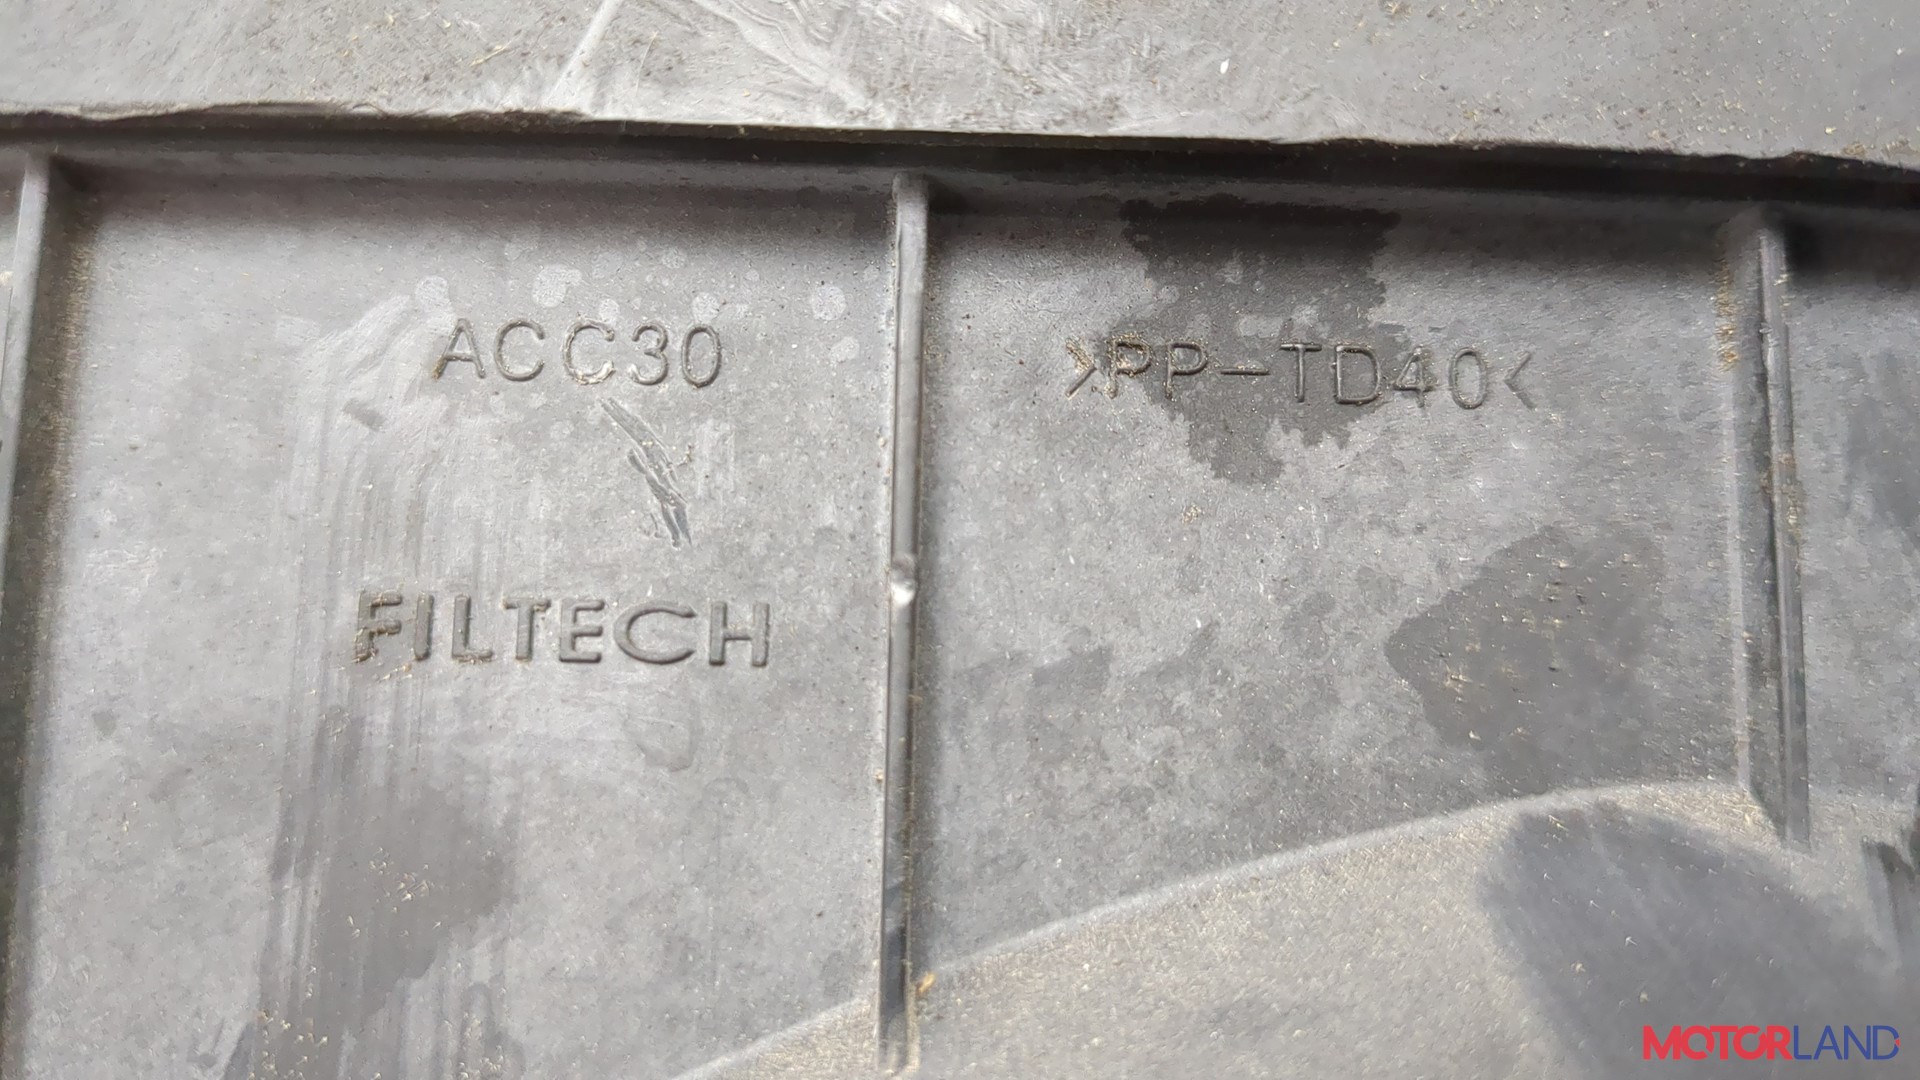 ACC30
>PP-TD40<
FILTECH
MOTORLAND